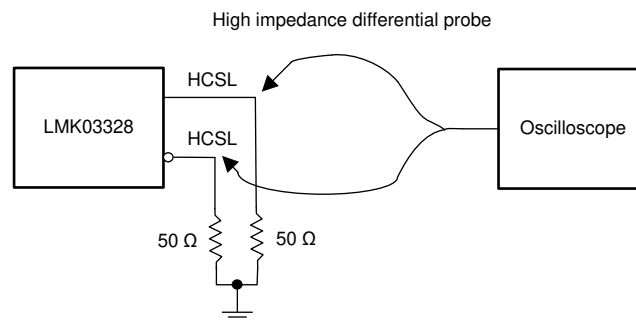 High impedance differential probe
HCSL
LMK03328
Oscilloscope
HCSL
50 Ω
50 Ω